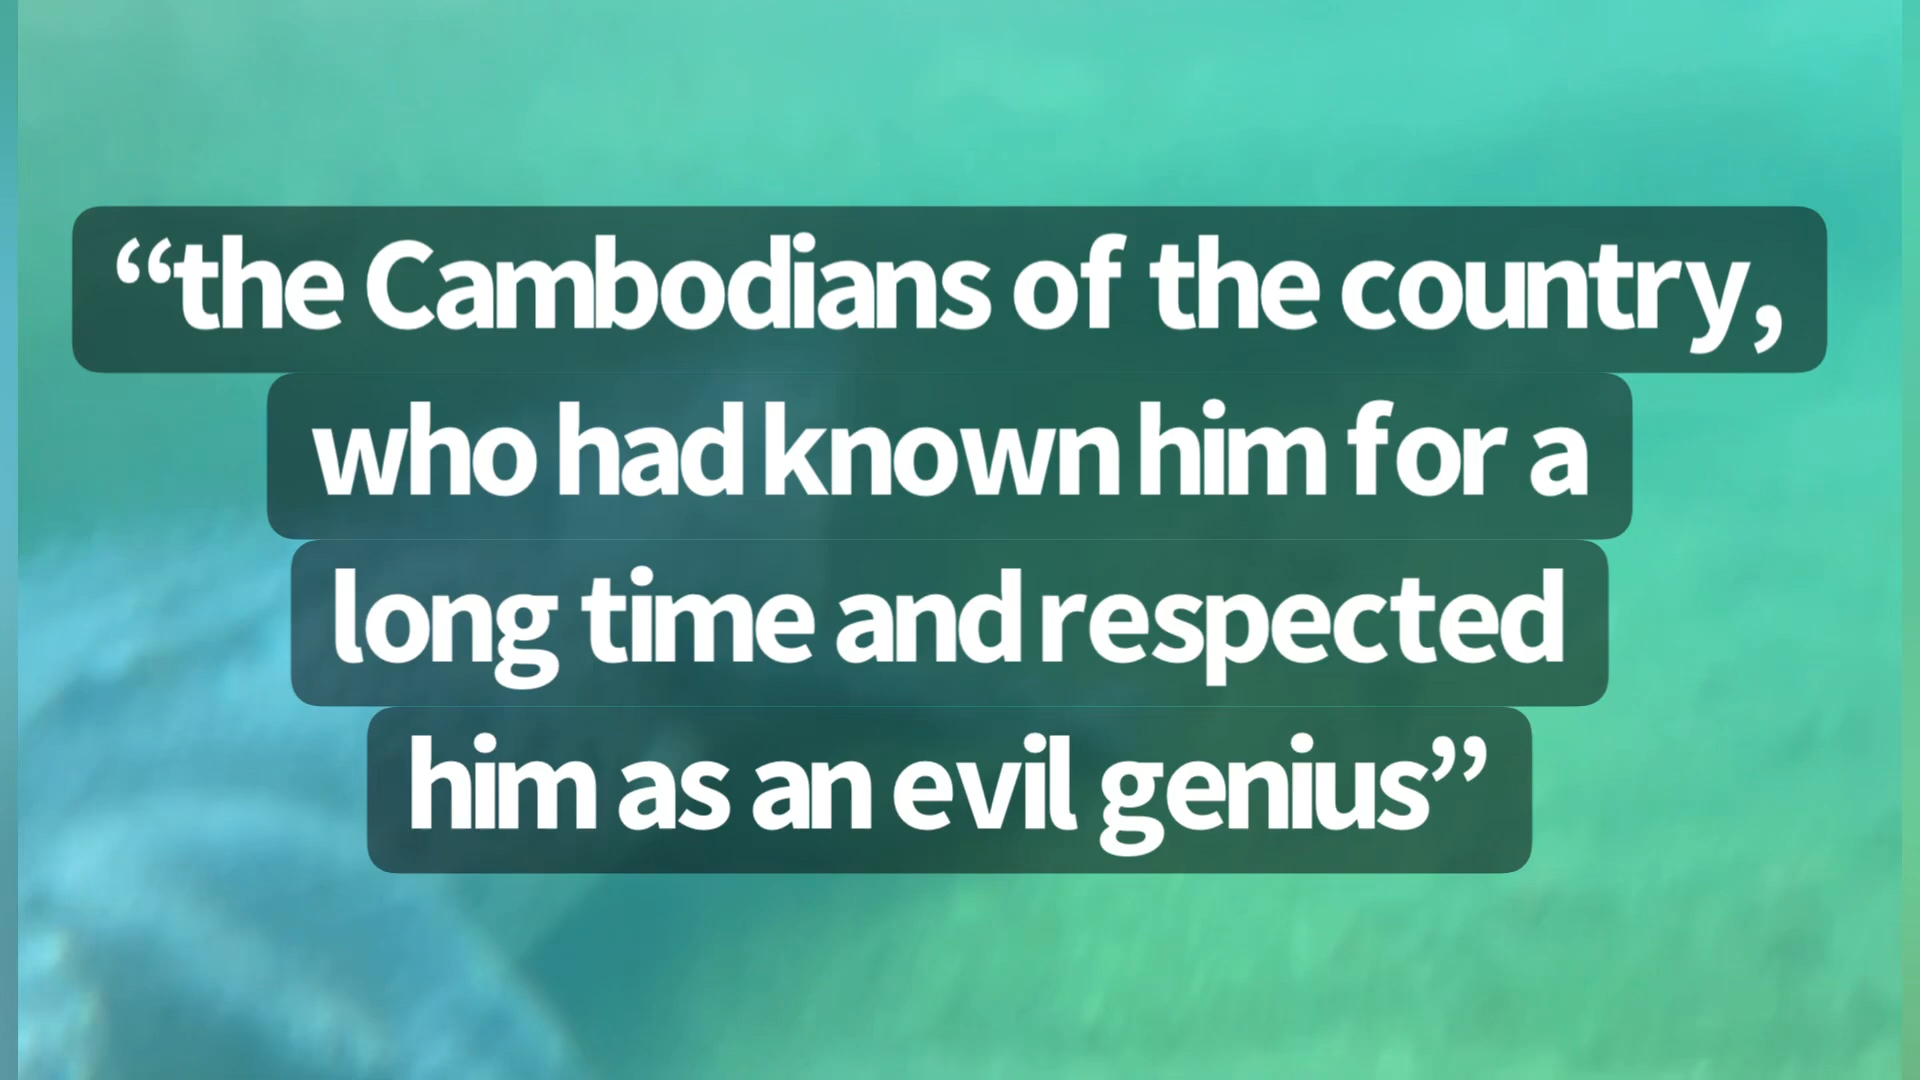 “the Cambodians of the country,
who had known him for a
long time and respected
him as an evil genius”